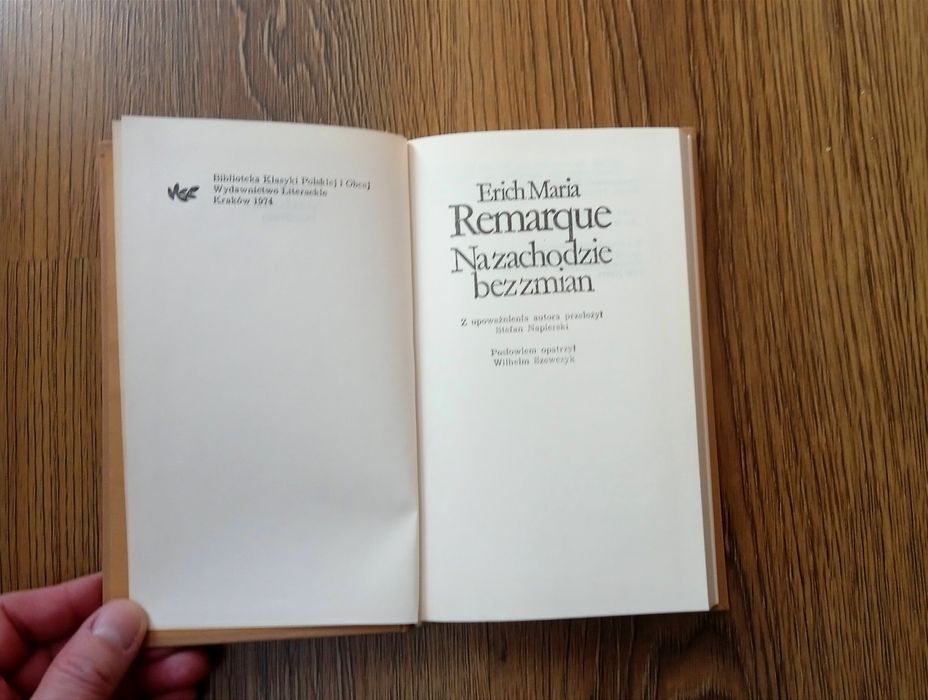 Biblioteka Klasyki Polskiej i Obcej
Wydawnictwo Literackie
Kraków 1974
Erich Maria
Remarque
Na zachodzie
bez zmian
Z upoważnienia autora przełożył
Stefan Napierski
Posłowiem opatrzył
Wilhelm Szewczyk